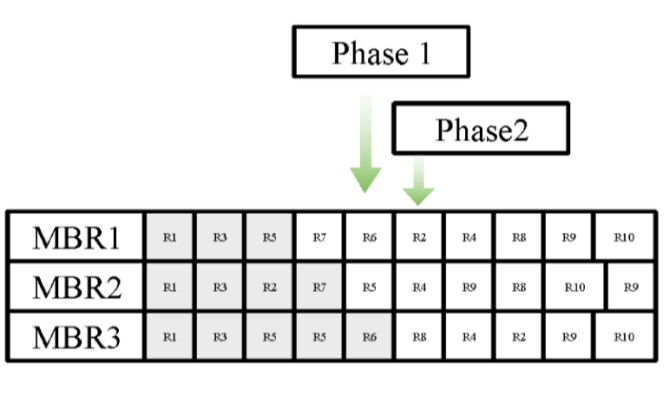 Phase 1
Phase2
MBR1 R1 R3 R5 R7 R6 R2 R4 R8 R9 R10
MBR2 R1 R3 R2 R7 R5 R4 R9 R8 R10 R9
MBR3 R1 R3 R5 R5 R6 R8 R4 R2 R9 R10